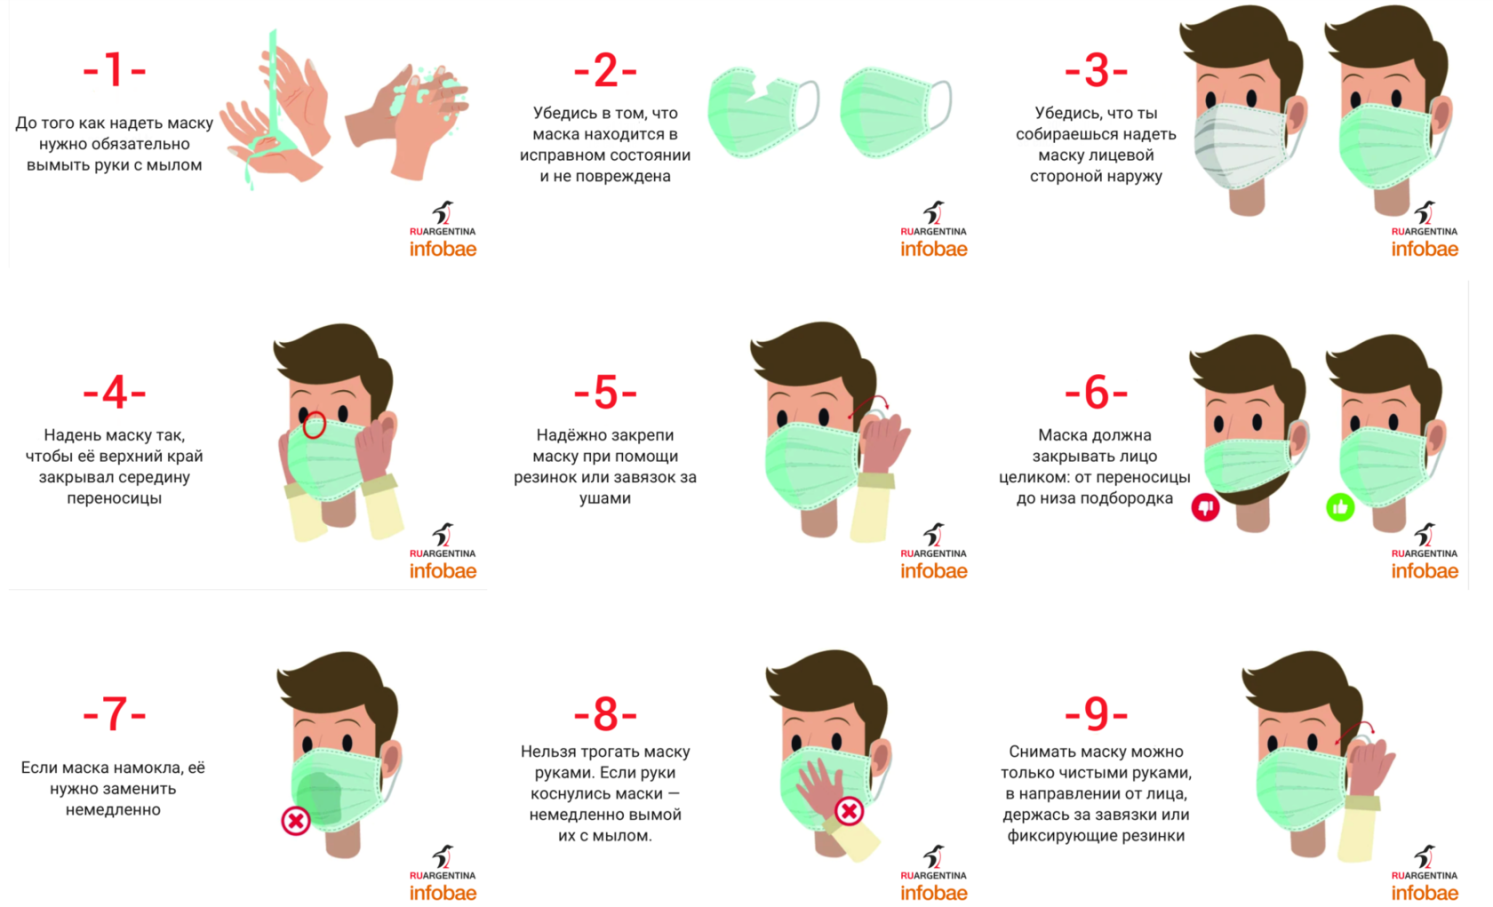 -1-
До того как надеть маску
нужно обязательно
вымыть руки с мылом
RUARGENTINA
infobae
-2-
Убедись в том, что
маска находится в
исправном состоянии
и не повреждена
RUARGENTINA
infobae
-3-
Убедись, что ты
собираешься надеть
маску лицевой
стороной наружу
RUARGENTINA
infobae
-4-
Надень маску так,
чтобы её верхний край
закрывал середину
переносицы
RUARGENTINA
infobae
-5-
Надёжно закрепи
маску при помощи
резинок или завязок за
ушами
RUARGENTINA
infobae
-6-
Маска должна
закрывать лицо
целиком: от переносицы
до низа подбородка
RUARGENTINA
infobae
-7-
Если маска намокла, её
нужно заменить
немедленно
RUARGENTINA
infobae
-8-
Нельзя трогать маску
руками. Если руки
коснулись маски —
немедленно вымой
их с мылом.
RUARGENTINA
infobae
-9-
Снимать маску можно
только чистыми руками,
в направлении от лица,
держась за завязки или
фиксирующие резинки
RUARGENTINA
infobae